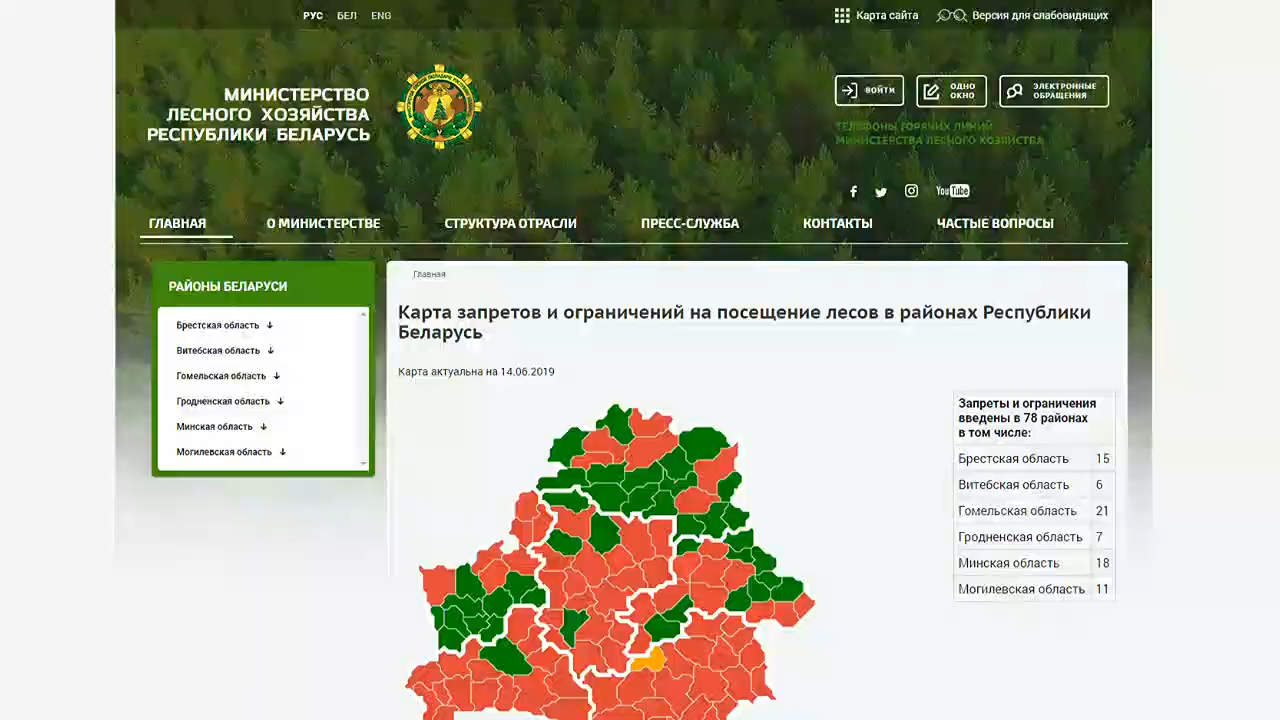 РУС БЕЛ ENG
Карта сайта
Версия для слабовидящих
МИНИСТЕРСТВО
ЛЕСНОГО ХОЗЯЙСТВА
РЕСПУБЛИКИ БЕЛАРУСЬ
ВОЙТИ
ОДНО
ОКНО
ЭЛЕКТРОННЫЕ
ОБРАЩЕНИЯ
ТЕЛЕФОНЫ ГОРЯЧИХ ЛИНИЙ
МИНИСТЕРСТВА ЛЕСНОГО ХОЗЯЙСТВА
YouTube
ГЛАВНАЯ О МИНИСТЕРСТВЕ СТРУКТУРА ОТРАСЛИ ПРЕСС-СЛУЖБА КОНТАКТЫ ЧАСТЫЕ ВОПРОСЫ
РАЙОНЫ БЕЛАРУСИ
Брестская область
Витебская область
Гомельская область
Гродненская область
Минская область
Могилевская область
Главная
Карта запретов и ограничений на посещение лесов в районах Республики
Беларусь
Карта актуальна на 14.06.2019
Запреты и ограничения
введены в 78 районах
в том числе:
Брестская область 15
Витебская область 6
Гомельская область 21
Гродненская область 7
Минская область 18
Могилевская область 11